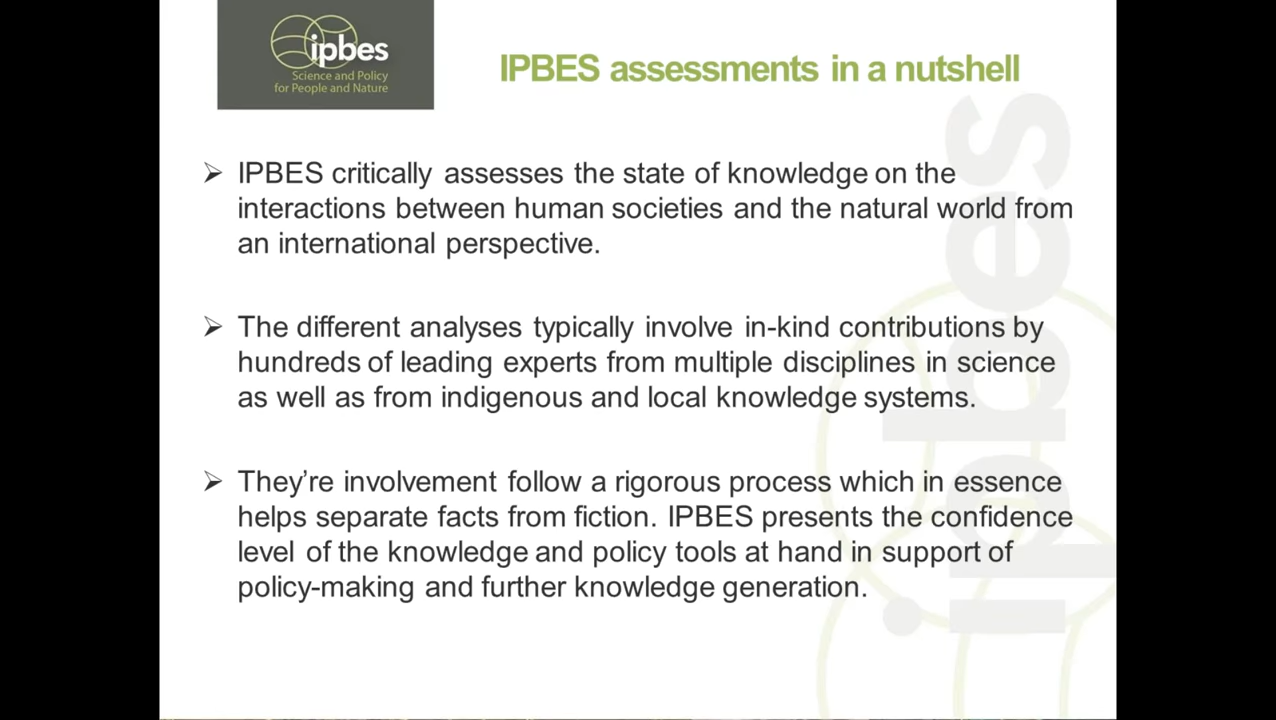 ipbes
Science and Policy
for People and Nature
IPBES assessments in a nutshell
➢ IPBES critically assesses the state of knowledge on the
interactions between human societies and the natural world from
an international perspective.
➢ The different analyses typically involve in-kind contributions by
hundreds of leading experts from multiple disciplines in science
as well as from indigenous and local knowledge systems.
➢ They’re involvement follow a rigorous process which in essence
helps separate facts from fiction. IPBES presents the confidence
level of the knowledge and policy tools at hand in support of
policy-making and further knowledge generation.
ipbes